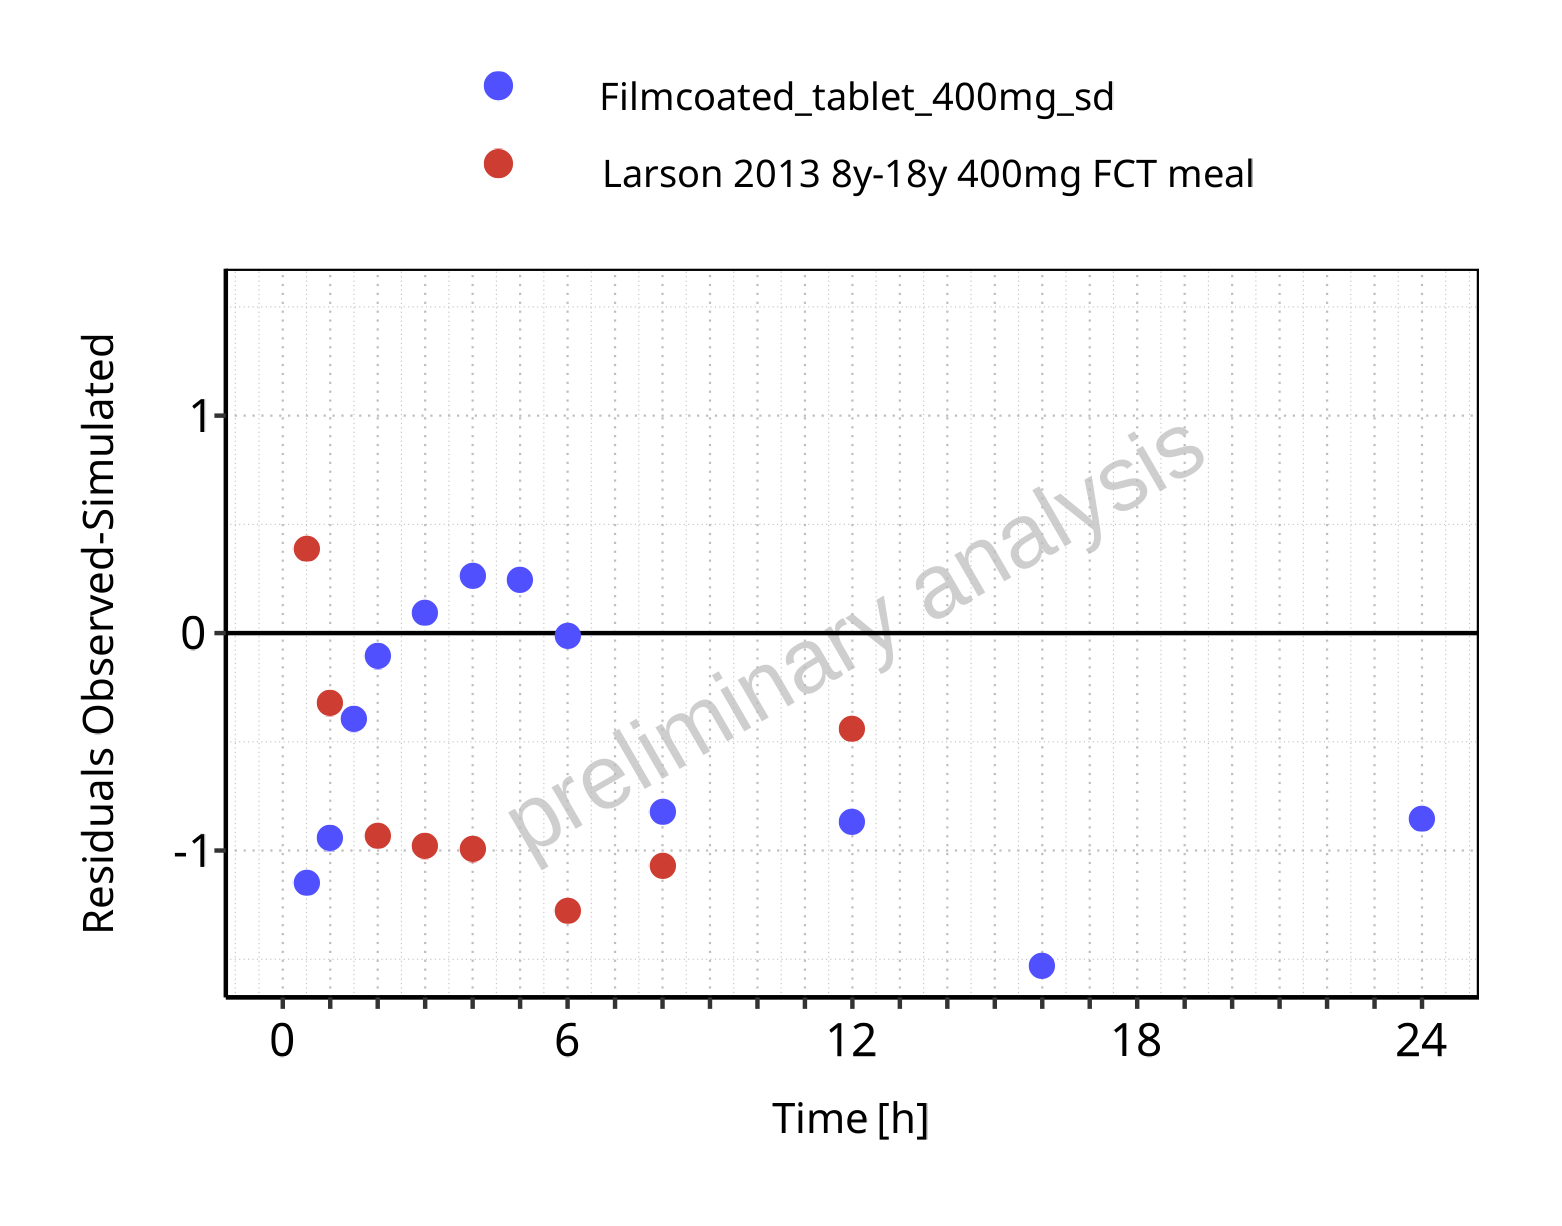 Filmcoated_tablet_400mg_sd
Larson 2013 8y-18y 400mg FCT meal
Residuals Observed-Simulated
1
0
-1
preliminary analysis
0 6 12 18 24
Time [h]